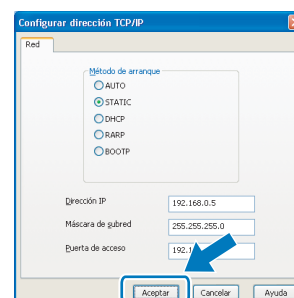 Configurar dirección TCP/IP
Red
Método de arranque
AUTO
STATIC
DHCP
RARP
BOOTP
Dirección IP 192.168.0.5
Máscara de subred 255.255.255.0
Puerta de acceso
Aceptar Cancelar Ayuda